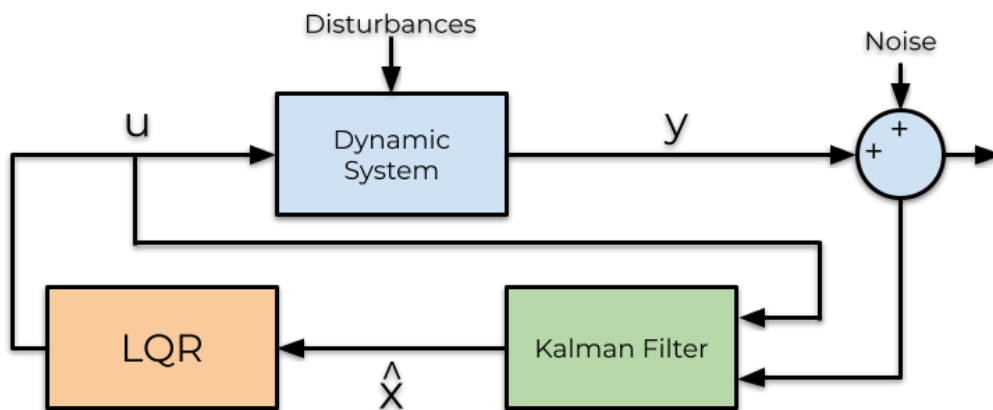 Disturbances
Noise
u
Dynamic
System
y
+
+
LQR
Kalman Filter
x̂